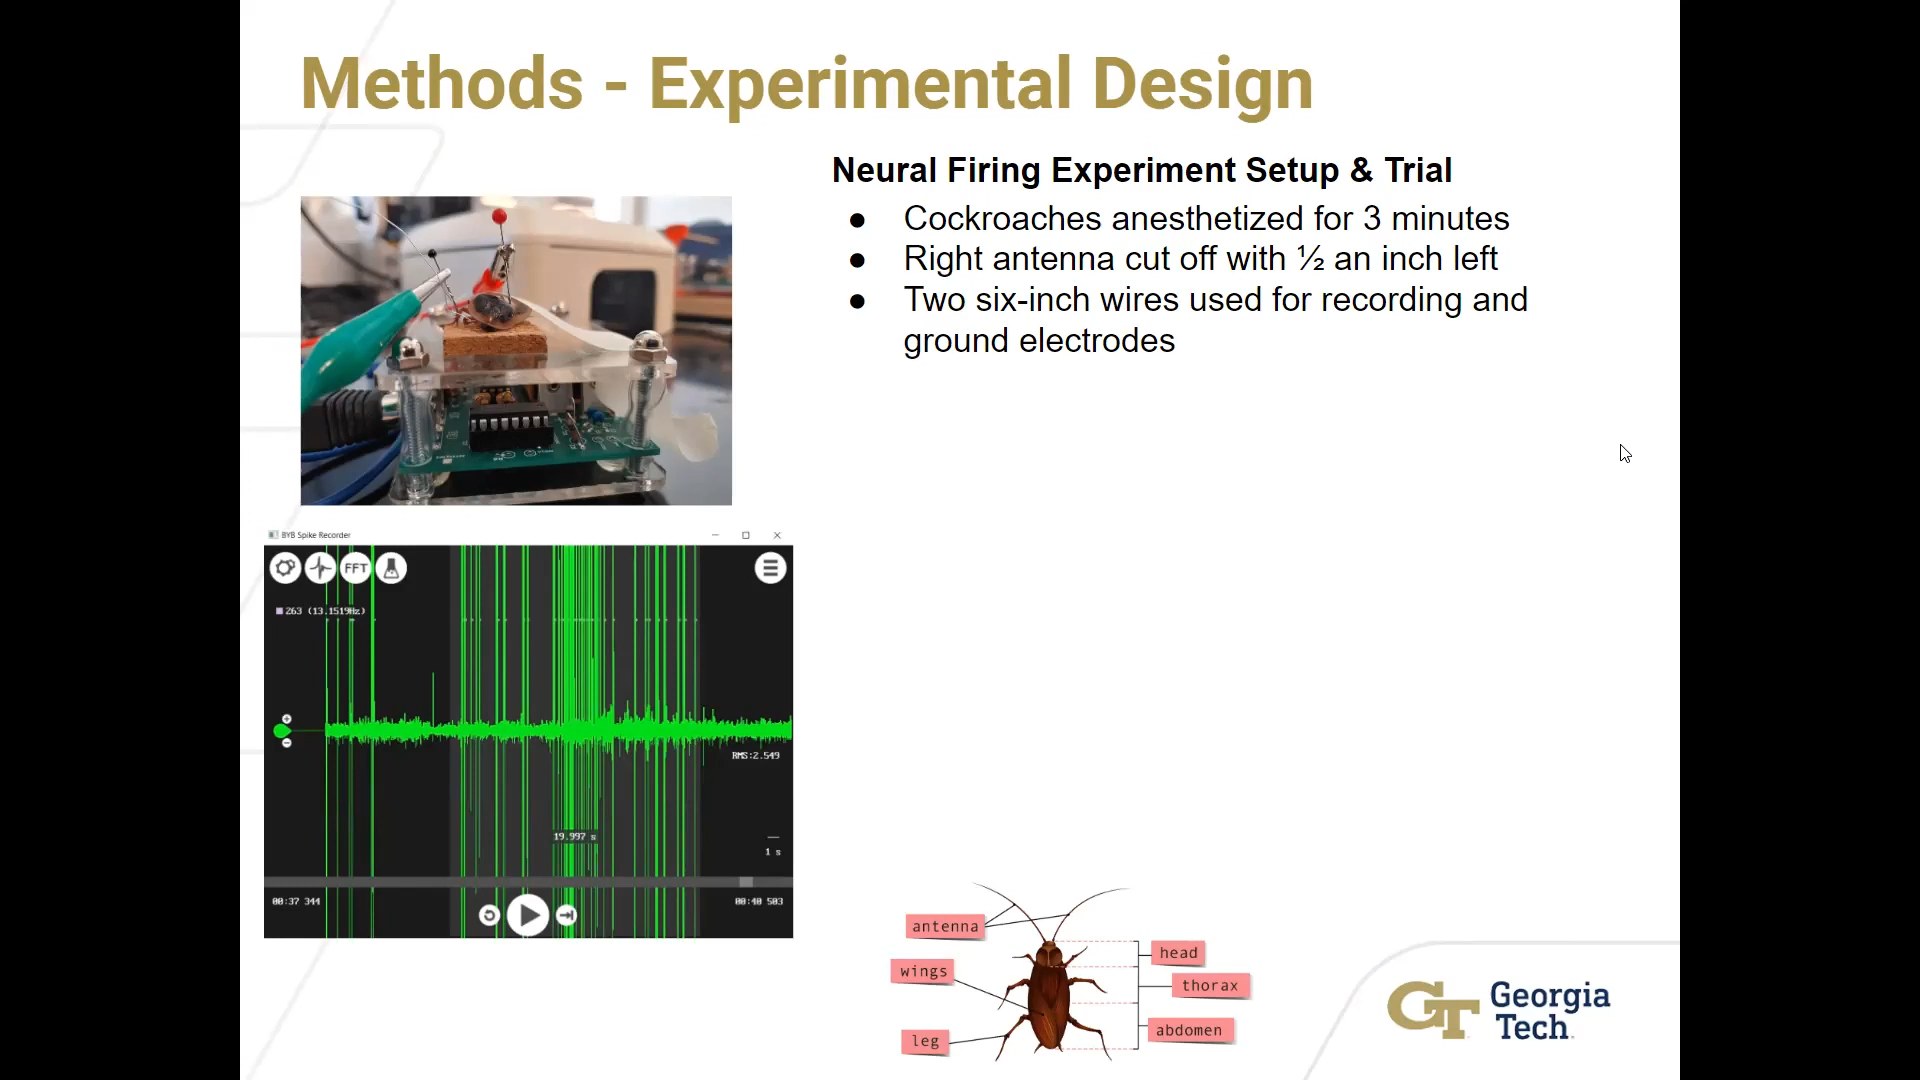 Methods - Experimental Design
Neural Firing Experiment Setup & Trial
● Cockroaches anesthetized for 3 minutes
● Right antenna cut off with ½ an inch left
● Two six-inch wires used for recording and
ground electrodes
BYB Spike Recorder
FFT
263 (13.1519Hz)
RMS:2.549
19.997 s
1 s
00:37 344
00:40 503
antenna
wings
leg
head
thorax
abdomen
GT Georgia
Tech